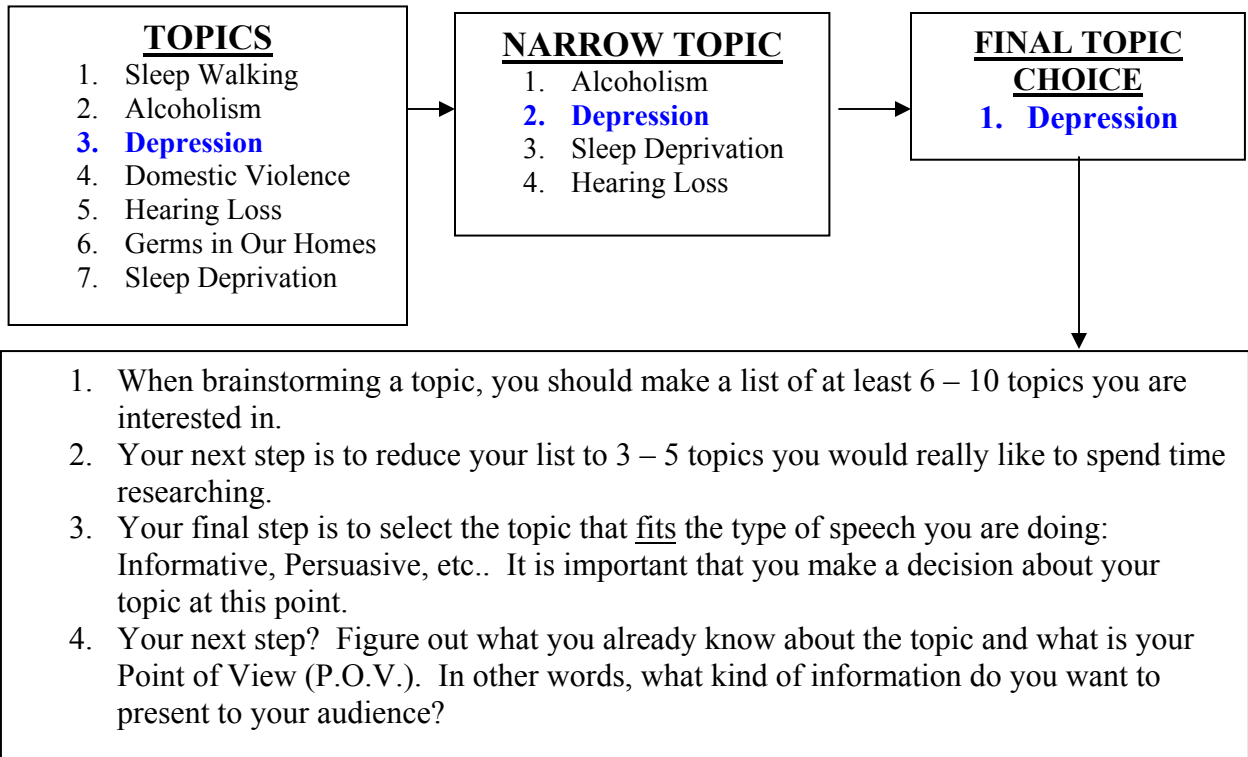 TOPICS
1. Sleep Walking
2. Alcoholism
3. Depression
4. Domestic Violence
5. Hearing Loss
6. Germs in Our Homes
7. Sleep Deprivation
NARROW TOPIC
1. Alcoholism
2. Depression
3. Sleep Deprivation
4. Hearing Loss
FINAL TOPIC
CHOICE
1. Depression
1. When brainstorming a topic, you should make a list of at least 6 – 10 topics you are
interested in.
2. Your next step is to reduce your list to 3 – 5 topics you would really like to spend time
researching.
3. Your final step is to select the topic that fits the type of speech you are doing:
Informative, Persuasive, etc.. It is important that you make a decision about your
topic at this point.
4. Your next step? Figure out what you already know about the topic and what is your
Point of View (P.O.V.). In other words, what kind of information do you want to
present to your audience?